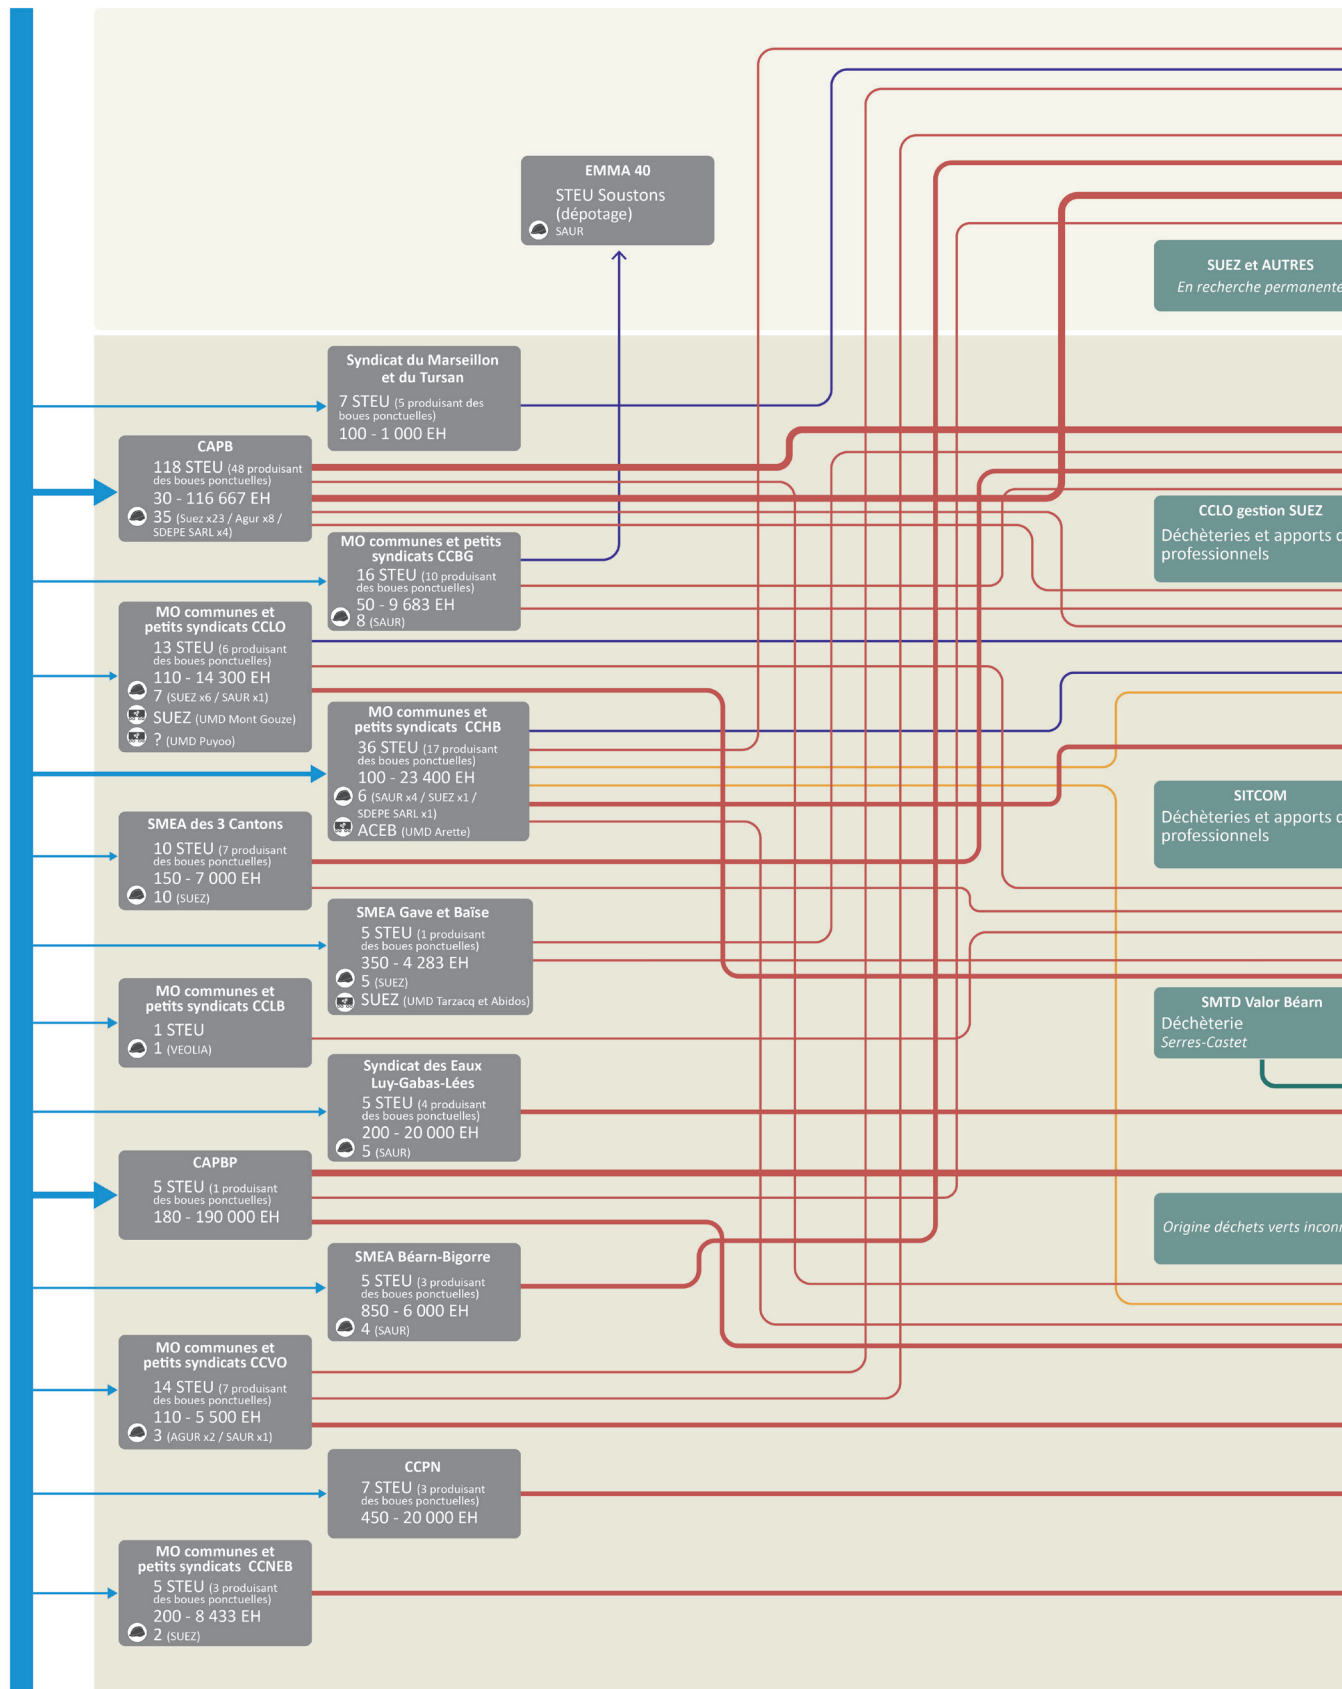 EMMA 40
STEU Soustons
(dépotage)
SAUR
SUEZ et AUTRES
En recherche permanente
Syndicat du Marseillon
et du Tursan
7 STEU (5 produisant des
boues ponctuelles)
100 - 1 000 EH
CAPB
118 STEU (48 produisant
des boues ponctuelles)
30 - 116 667 EH
35 (Suez x23 / Agur x8 /
SDEPE SARL x4)
CCLO gestion SUEZ
Déchèteries et apports d
professionnels
MO communes et petits
syndicats CCBG
16 STEU (10 produisant
des boues ponctuelles)
50 - 9 683 EH
8 (SAUR)
MO communes et
petits syndicats CCLO
13 STEU (6 produisant
des boues ponctuelles)
110 - 14 300 EH
7 (SUEZ x6 / SAUR x1)
SUEZ (UMD Mont Gouze)
? (UMD Puyoo)
MO communes et
petits syndicats CCHB
36 STEU (17 produisant
des boues ponctuelles)
100 - 23 400 EH
6 (SAUR x4 / SUEZ x1 /
SDEPE SARL x1)
ACEB (UMD Arette)
SITCOM
Déchèteries et apports d
professionnels
SMEA des 3 Cantons
10 STEU (7 produisant
des boues ponctuelles)
150 - 7 000 EH
10 (SUEZ)
SMEA Gave et Baïse
5 STEU (1 produisant
des boues ponctuelles)
350 - 4 283 EH
5 (SUEZ)
SUEZ (UMD Tarzacq et Abidos)
MO communes et
petits syndicats CCLB
1 STEU
1 (VEOLIA)
SMTD Valor Béarn
Déchèterie
Serres-Castet
Syndicat des Eaux
Luy-Gabas-Lées
5 STEU (4 produisant
des boues ponctuelles)
200 - 20 000 EH
5 (SAUR)
CAPBP
5 STEU (1 produisant
des boues ponctuelles)
180 - 190 000 EH
Origine déchets verts inconn
SMEA Béarn-Bigorre
5 STEU (3 produisant
des boues ponctuelles)
850 - 6 000 EH
4 (SAUR)
MO communes et
petits syndicats CCVO
14 STEU (7 produisant
des boues ponctuelles)
110 - 5 500 EH
3 (AGUR x2 / SAUR x1)
CCPN
7 STEU (3 produisant
des boues ponctuelles)
450 - 20 000 EH
MO communes et
petits syndicats CCNEB
5 STEU (3 produisant
des boues ponctuelles)
200 - 8 433 EH
2 (SUEZ)